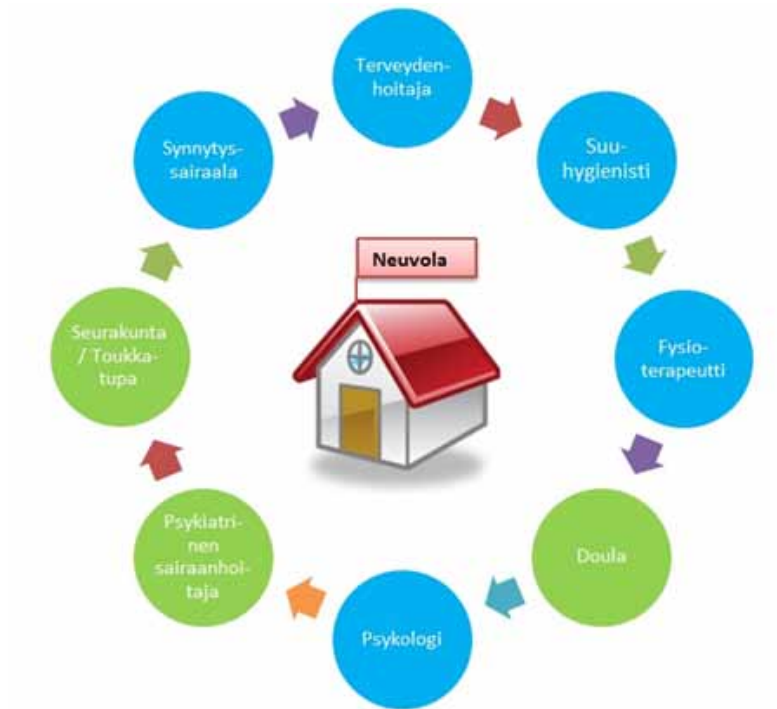 Terveyden-
hoitaja
Suu-
hygienisti
Fysio-
terapeutti
Doula
Psykologi
Psykiatri-
nen
sairaanhoi-
taja
Seurakunta
/ Toukka-
tupa
Synnytys-
sairaala
Neuvola